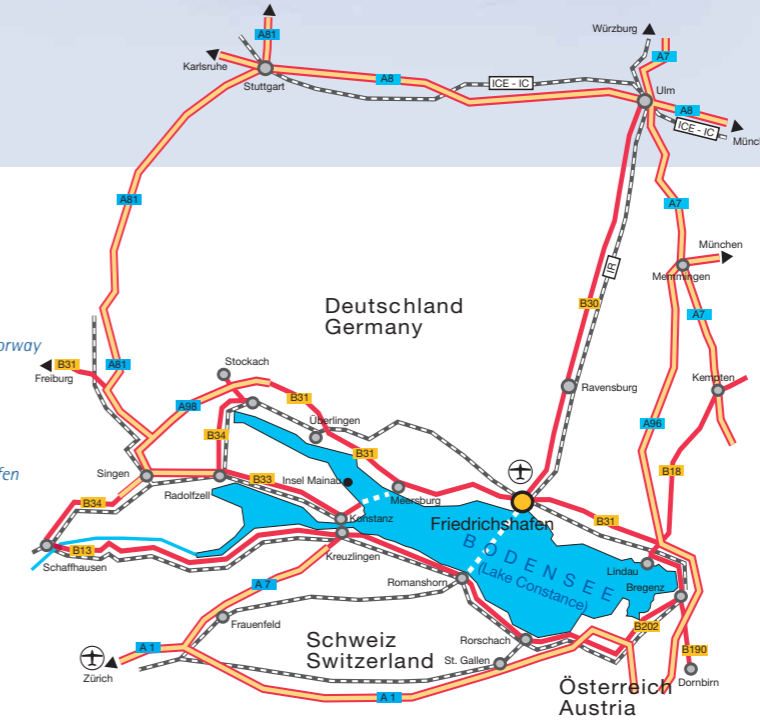 A81
Würzburg
Karlsruhe
A7
Stuttgart
A8
ICE - IC
Ulm
A8
ICE - IC
Münc
A81
A7
München
Memmingen
IR
B30
Deutschland
Germany
A7
orway
B31
A81
Freiburg
Stockach
Kempten
Ravensburg
A98
B31
Überlingen
A96
B34
B31
B18
fen
Singen
Radolfzell
B33
Insel Mainau
Meersburg
B34
Konstanz
Friedrichshafen
B31
B13
Schaffhausen
Kreuzlingen
BODENSEE
(Lake Constance)
Lindau
Bregenz
A 7
Romanshorn
Frauenfeld
B202
Schweiz
Switzerland
Rorschach
B190
A 1
Zürich
St. Gallen
Dornbirn
A 1
Österreich
Austria